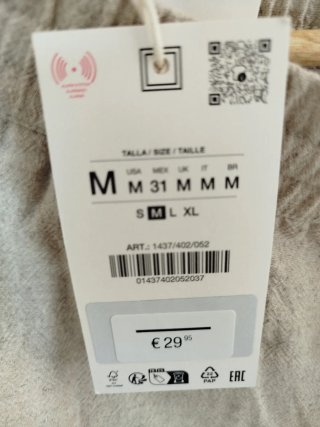 TALLA / SIZE / TAILLE
USA MEX UK IT BR
M M 31 M M M
S M L XL
ART.: 1437/402/052
01437402052037
€ 29 95
PAP
EAC